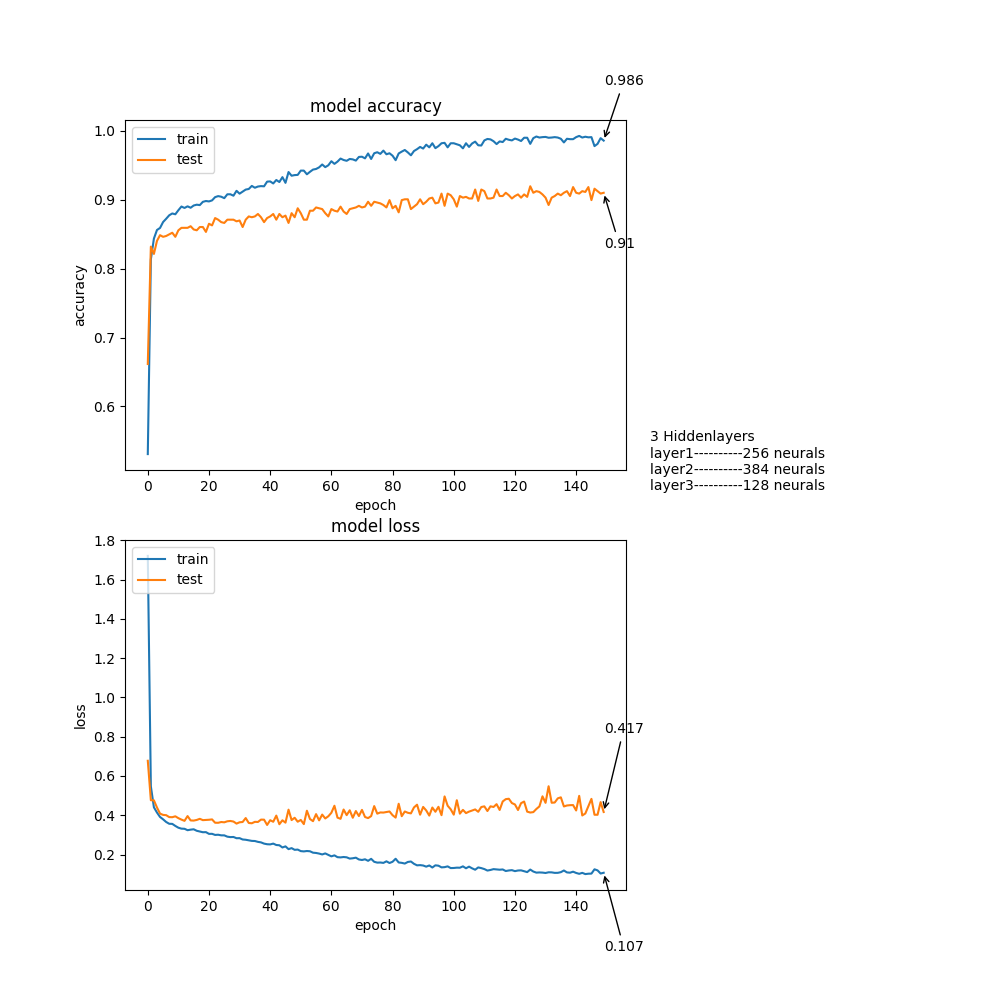 0.986
model accuracy
1.0
0.9
0.8
0.7
0.6
accuracy
train
test
0.91
0 20 40 60 80 100 120 140
epoch
3 Hiddenlayers
layer1----------256 neurals
layer2----------384 neurals
layer3----------128 neurals
model loss
1.8
1.6
1.4
1.2
1.0
0.8
0.6
0.4
0.2
loss
train
test
0.417
0 20 40 60 80 100 120 140
epoch
0.107